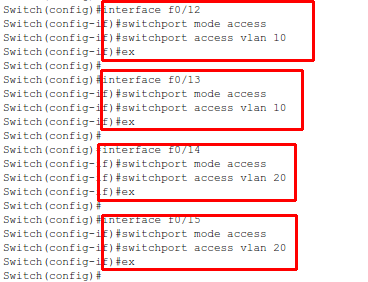 Switch(config)#interface f0/12
Switch(config-if)#switchport mode access
Switch(config-if)#switchport access vlan 10
Switch(config-if)#ex
Switch(config)#
Switch(config)#interface f0/13
Switch(config-if)#switchport mode access
Switch(config-if)#switchport access vlan 10
Switch(config-if)#ex
Switch(config)#
Switch(config)#interface f0/14
Switch(config-if)#switchport mode access
Switch(config-if)#switchport access vlan 20
Switch(config-if)#ex
Switch(config)#
Switch(config)#interface f0/15
Switch(config-if)#switchport mode access
Switch(config-if)#switchport access vlan 20
Switch(config-if)#ex
Switch(config)#